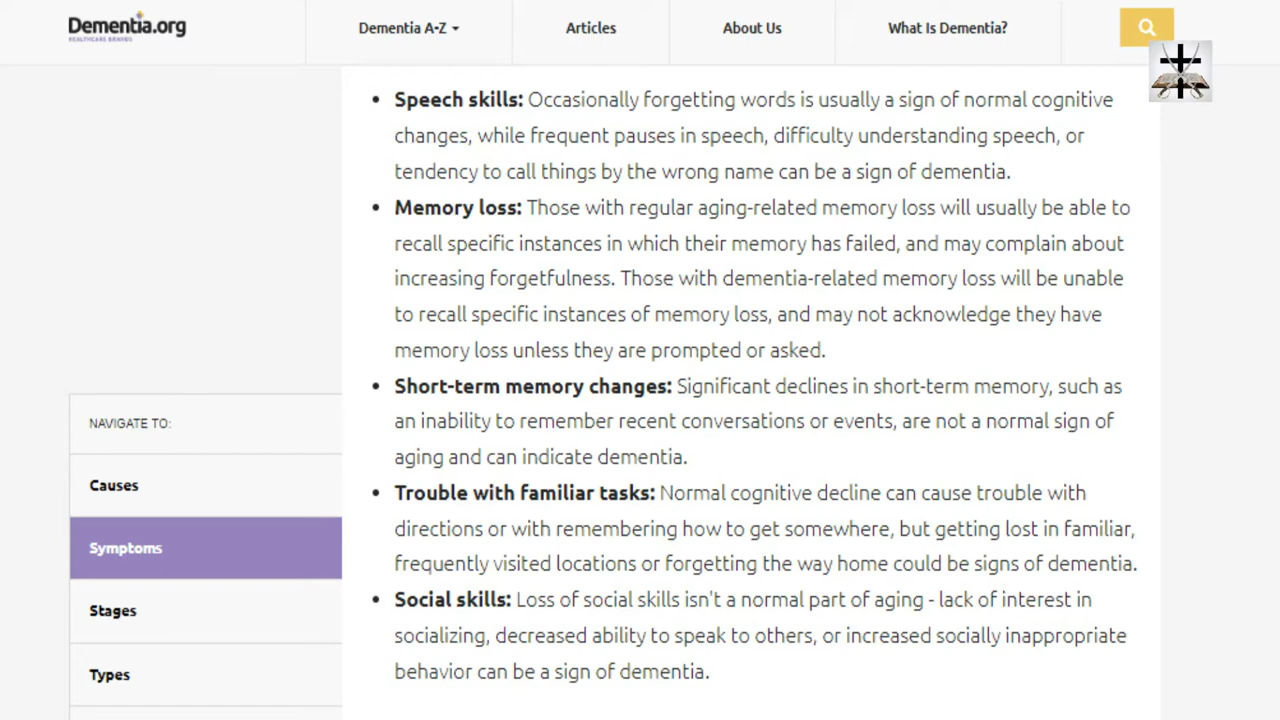 Dementia.org
HEALTHCARE BRANDS
Dementia A-Z
Articles
About Us
What Is Dementia?
• Speech skills: Occasionally forgetting words is usually a sign of normal cognitive
changes, while frequent pauses in speech, difficulty understanding speech, or
tendency to call things by the wrong name can be a sign of dementia.
• Memory loss: Those with regular aging-related memory loss will usually be able to
recall specific instances in which their memory has failed, and may complain about
increasing forgetfulness. Those with dementia-related memory loss will be unable
to recall specific instances of memory loss, and may not acknowledge they have
memory loss unless they are prompted or asked.
• Short-term memory changes: Significant declines in short-term memory, such as
an inability to remember recent conversations or events, are not a normal sign of
aging and can indicate dementia.
• Trouble with familiar tasks: Normal cognitive decline can cause trouble with
directions or with remembering how to get somewhere, but getting lost in familiar,
frequently visited locations or forgetting the way home could be signs of dementia.
• Social skills: Loss of social skills isn't a normal part of aging - lack of interest in
socializing, decreased ability to speak to others, or increased socially inappropriate
behavior can be a sign of dementia.
NAVIGATE TO:
Causes
Symptoms
Stages
Types